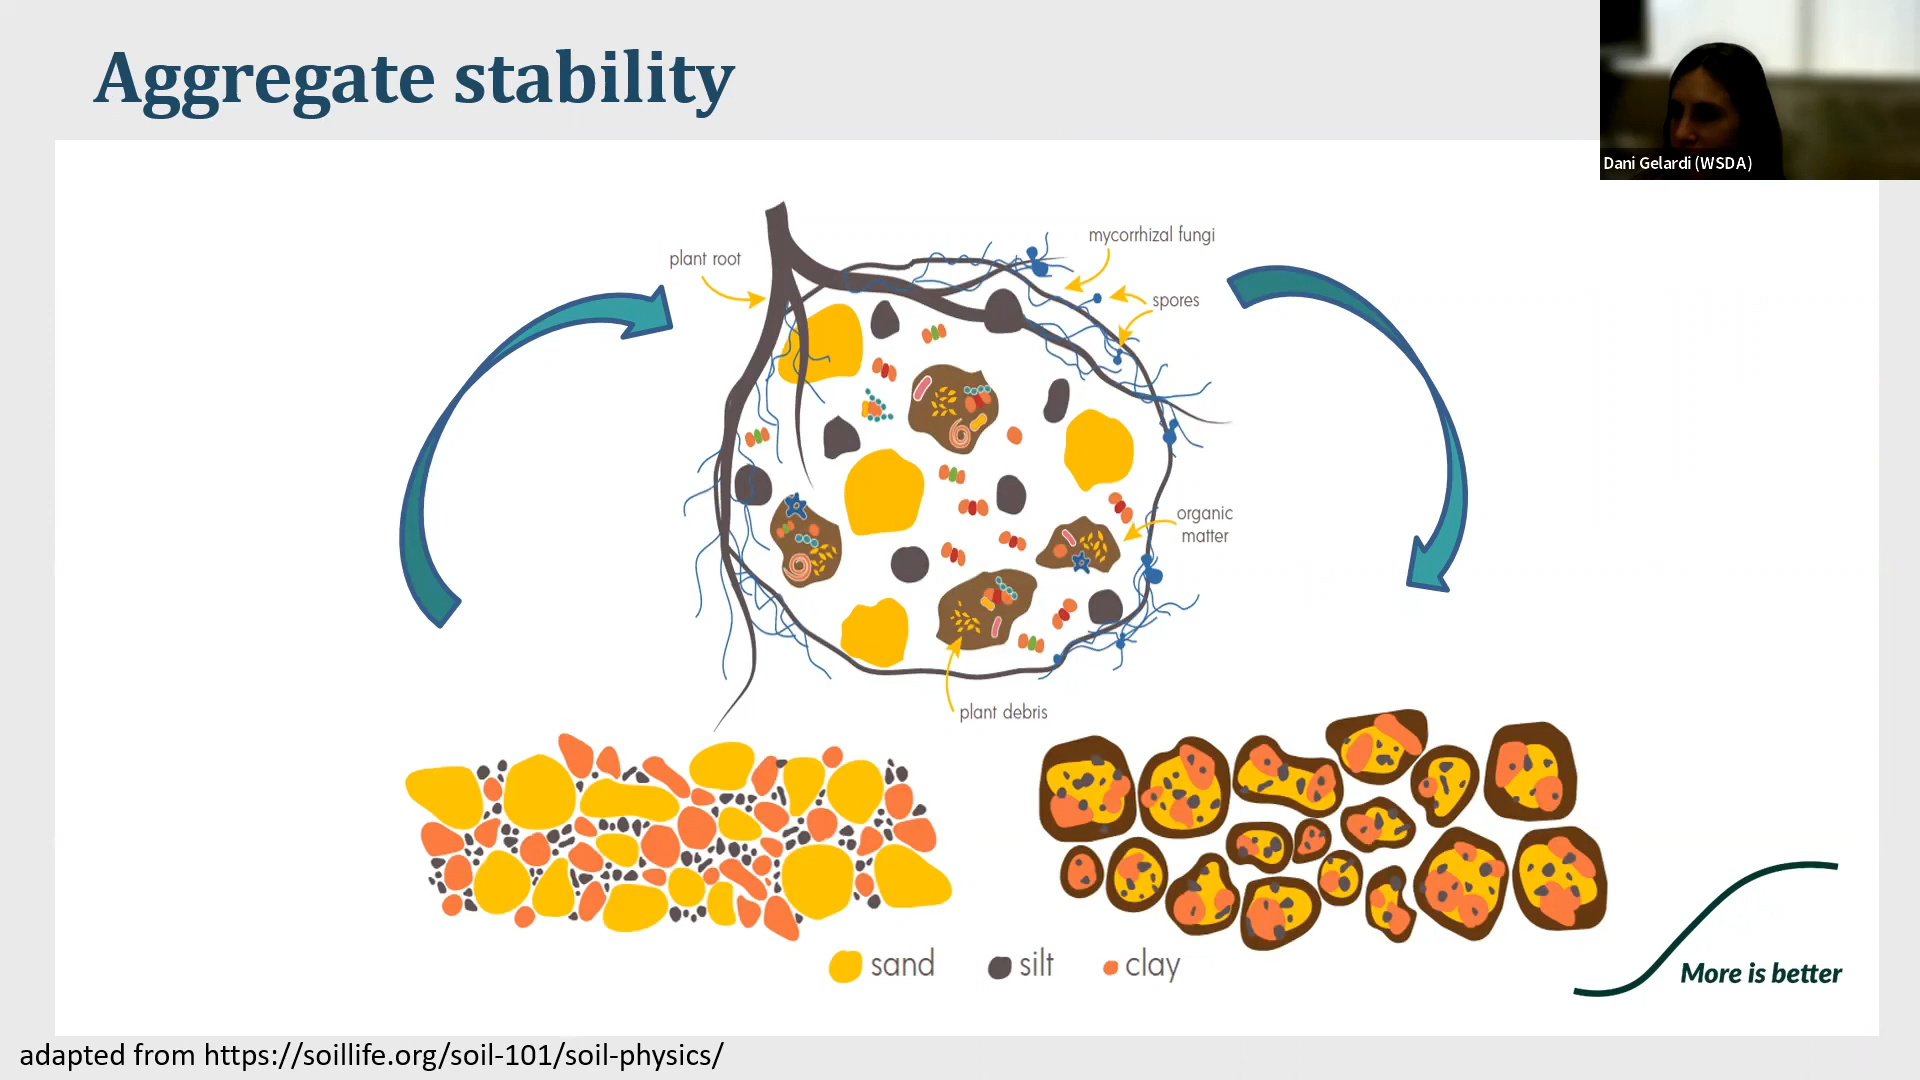 Aggregate stability
Dani Gelardi (WSDA)
mycorrhizal fungi
plant root
spores
organic
matter
plant debris
sand
silt
clay
More is better
adapted from https://soillife.org/soil-101/soil-physics/